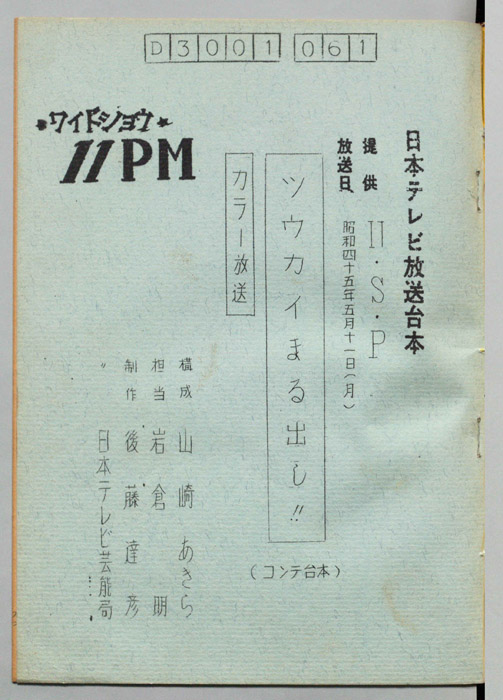 D3001 061
ワイドショウ
11PM
日本テレビ放送台本
提供 11・S・P
放送日 昭和四十五年五月十一日(月)
ツウカイまる出し!!
カラー放送
(コンテ台本)
構成 山崎あきら
担当 岩倉明
制作 後藤達彦
〃 日本テレビ芸能局